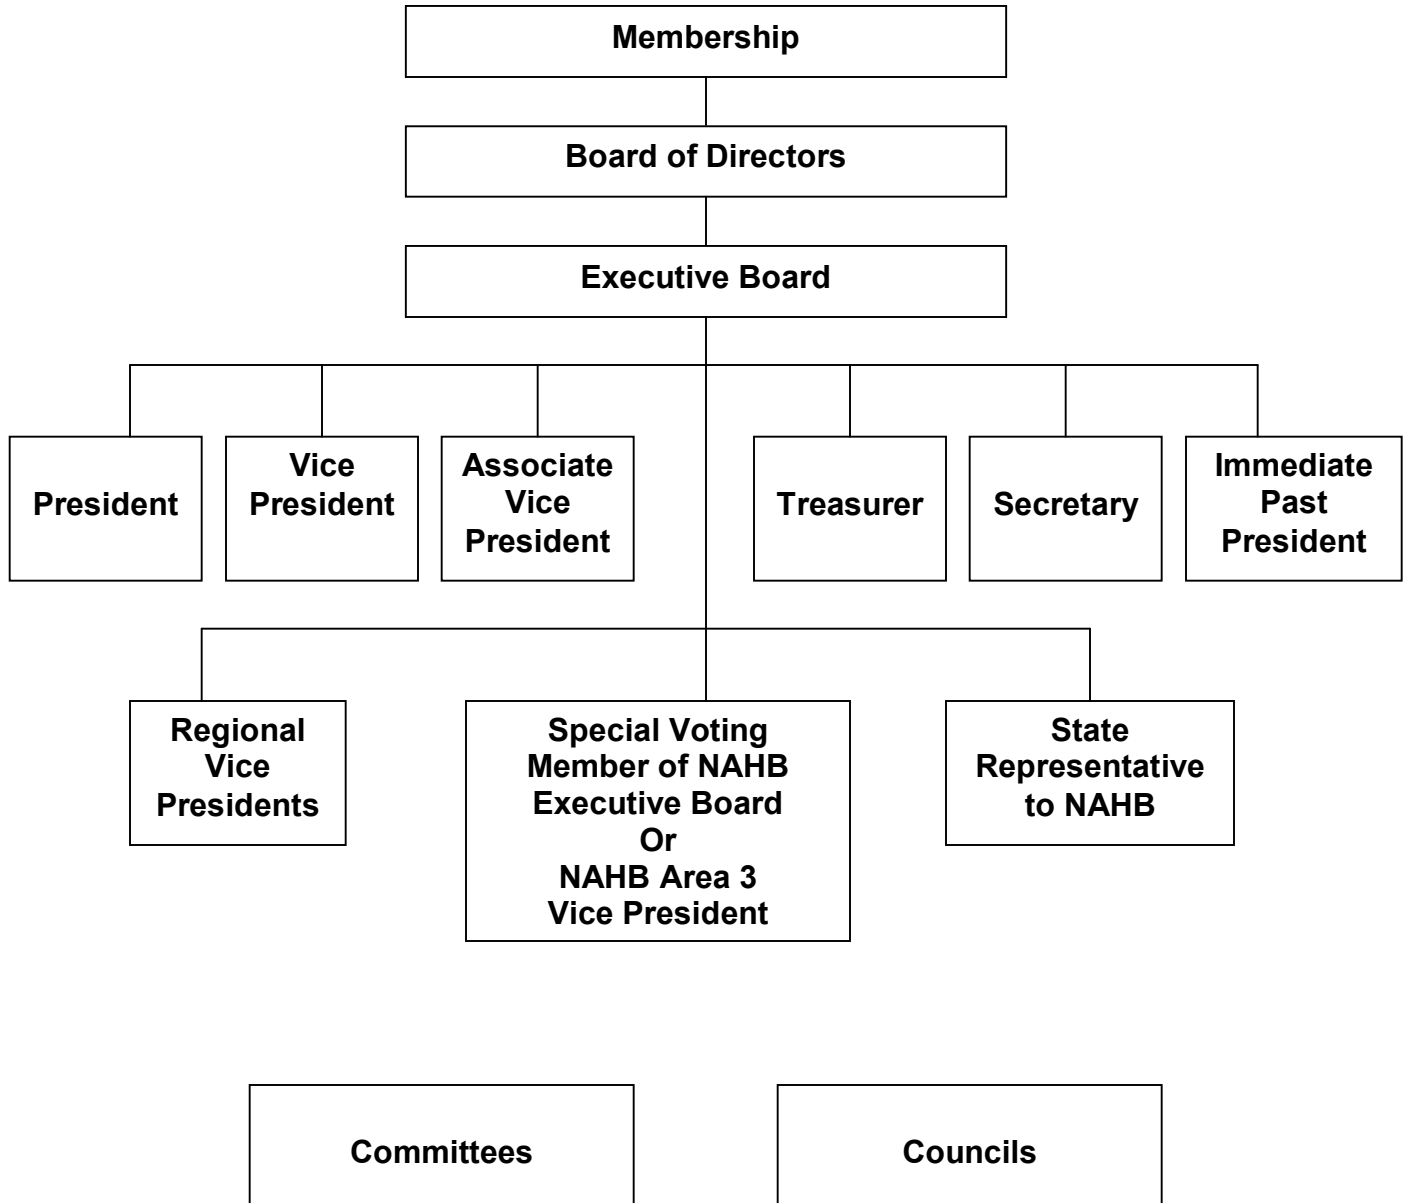 Membership
Board of Directors
Executive Board
President
Vice
President
Associate
Vice
President
Treasurer
Secretary
Immediate
Past
President
Regional
Vice
Presidents
Special Voting
Member of NAHB
Executive Board
Or
NAHB Area 3
Vice President
State
Representative
to NAHB
Committees
Councils